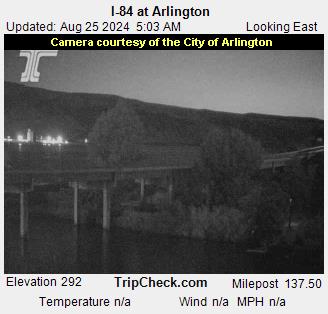 I-84 at Arlington
Updated: Aug 25 2024 5:03 AM Looking East
Camera courtesy of the City of Arlington
Elevation 292 TripCheck.com Milepost 137.50
Temperature n/a Wind n/a MPH n/a